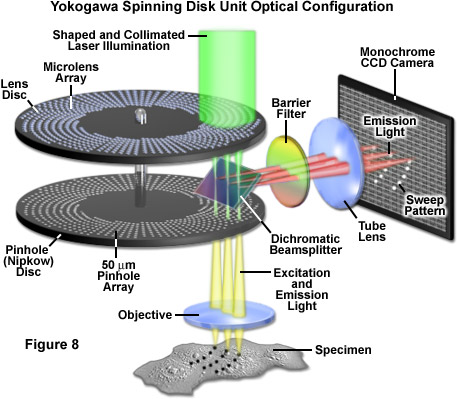 Yokogawa Spinning Disk Unit Optical Configuration
Shaped and Collimated
Laser Illumination
Monochrome
CCD Camera
Microlens
Array
Lens
Disc
Barrier
Filter
Emission
Light
Sweep
Pattern
Tube
Lens
Dichromatic
Beamsplitter
Pinhole
(Nipkow)
Disc
50 μm
Pinhole
Array
Excitation
and
Emission
Light
Objective
Figure 8
Specimen